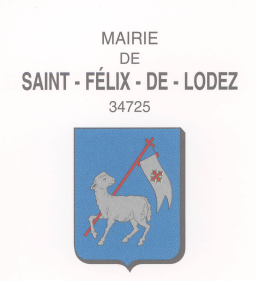 MAIRIE
DE
SAINT - FÉLIX - DE - LODEZ
34725